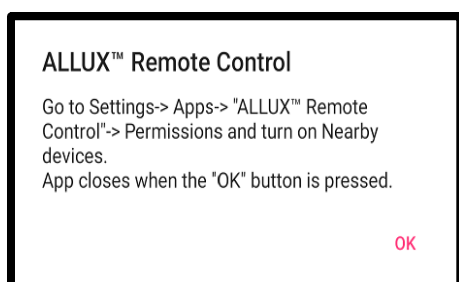 ALLUX™ Remote Control
Go to Settings-> Apps-> "ALLUX™ Remote
Control"-> Permissions and turn on Nearby
devices.
App closes when the "OK" button is pressed.
OK